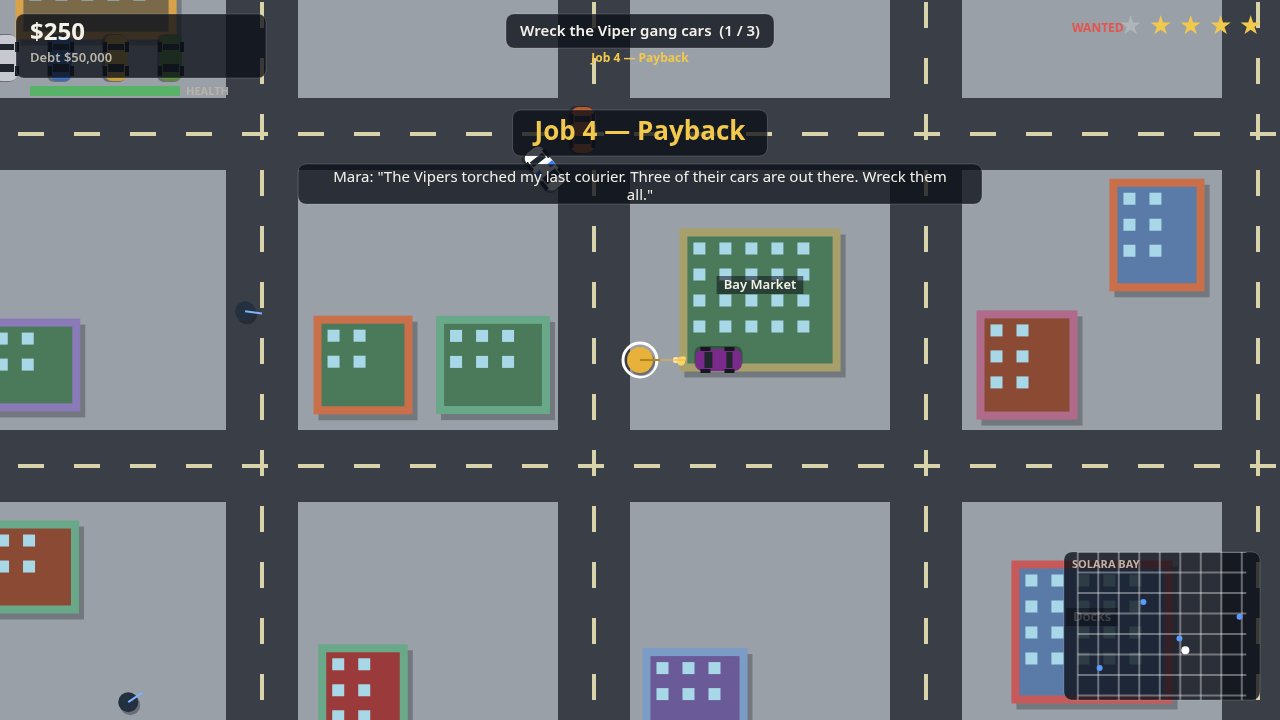 $250
Debt $50,000
HEALTH
Wreck the Viper gang cars (1 / 3)
Job 4 — Payback
WANTED
Job 4 — Payback
Mara: "The Vipers torched my last courier. Three of their cars are out there. Wreck them
all."
Bay Market
SOLARA BAY
Docks